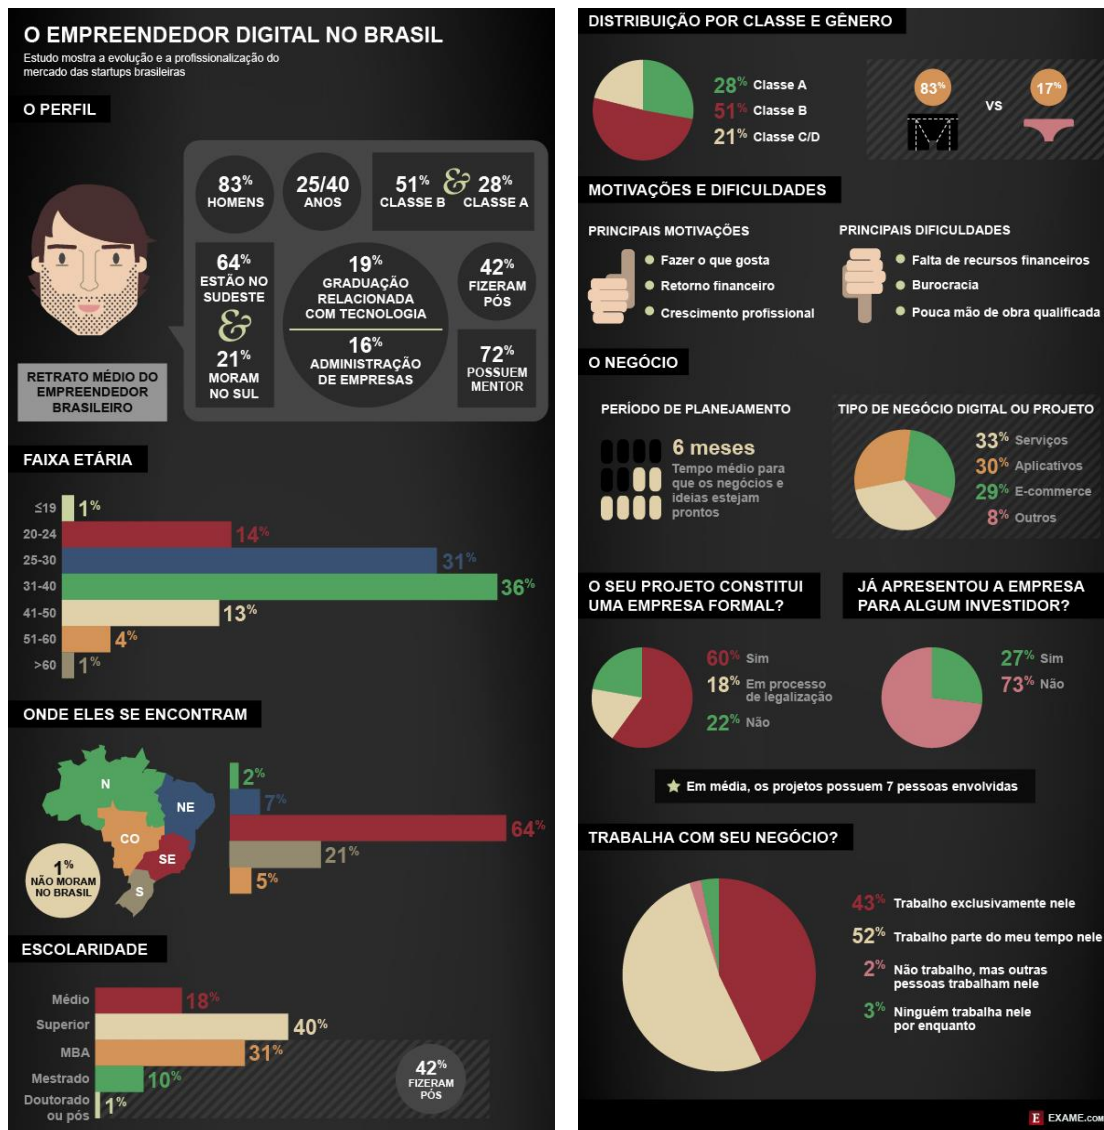 O EMPREENDEDOR DIGITAL NO BRASIL
Estudo mostra a evolução e a profissionalização do
mercado das startups brasileiras
O PERFIL
83%
HOMENS
25/40
ANOS
51% & 28%
CLASSE B CLASSE A
64%
ESTÃO NO
SUDESTE
&
21%
MORAM
NO SUL
19%
GRADUAÇÃO
RELACIONADA
COM TECNOLOGIA
16%
ADMINISTRAÇÃO
DE EMPRESAS
42%
FIZERAM
PÓS
72%
POSSUEM
MENTOR
RETRATO MÉDIO DO
EMPREENDEDOR
BRASILEIRO
FAIXA ETÁRIA
≤19 1%
20-24 14%
25-30 31%
31-40 36%
41-50 13%
51-60 4%
>60 1%
ONDE ELES SE ENCONTRAM
N
NE
CO
SE
S
1%
NÃO MORAM
NO BRASIL
2%
7%
64%
21%
5%
ESCOLARIDADE
Médio 18%
Superior 40%
MBA 31%
Mestrado 10%
Doutorado
ou pós 1%
42%
FIZERAM
PÓS
DISTRIBUIÇÃO POR CLASSE E GÊNERO
28% Classe A
51% Classe B
21% Classe C/D
83%
VS
17%
MOTIVAÇÕES E DIFICULDADES
PRINCIPAIS MOTIVAÇÕES
Fazer o que gosta
Retorno financeiro
Crescimento profissional
PRINCIPAIS DIFICULDADES
Falta de recursos financeiros
Burocracia
Pouca mão de obra qualificada
O NEGÓCIO
PERÍODO DE PLANEJAMENTO
6 meses
Tempo médio para
que os negócios e
ideias estejam
prontos
TIPO DE NEGÓCIO DIGITAL OU PROJETO
33% Serviços
30% Aplicativos
29% E-commerce
8% Outros
O SEU PROJETO CONSTITUI
UMA EMPRESA FORMAL?
60% Sim
18% Em processo
de legalização
22% Não
JÁ APRESENTOU A EMPRESA
PARA ALGUM INVESTIDOR?
27% Sim
73% Não
★ Em média, os projetos possuem 7 pessoas envolvidas
TRABALHA COM SEU NEGÓCIO?
43% Trabalho exclusivamente nele
52% Trabalho parte do meu tempo nele
2% Não trabalho, mas outras
pessoas trabalham nele
3% Ninguém trabalha nele
por enquanto
E EXAME.COM